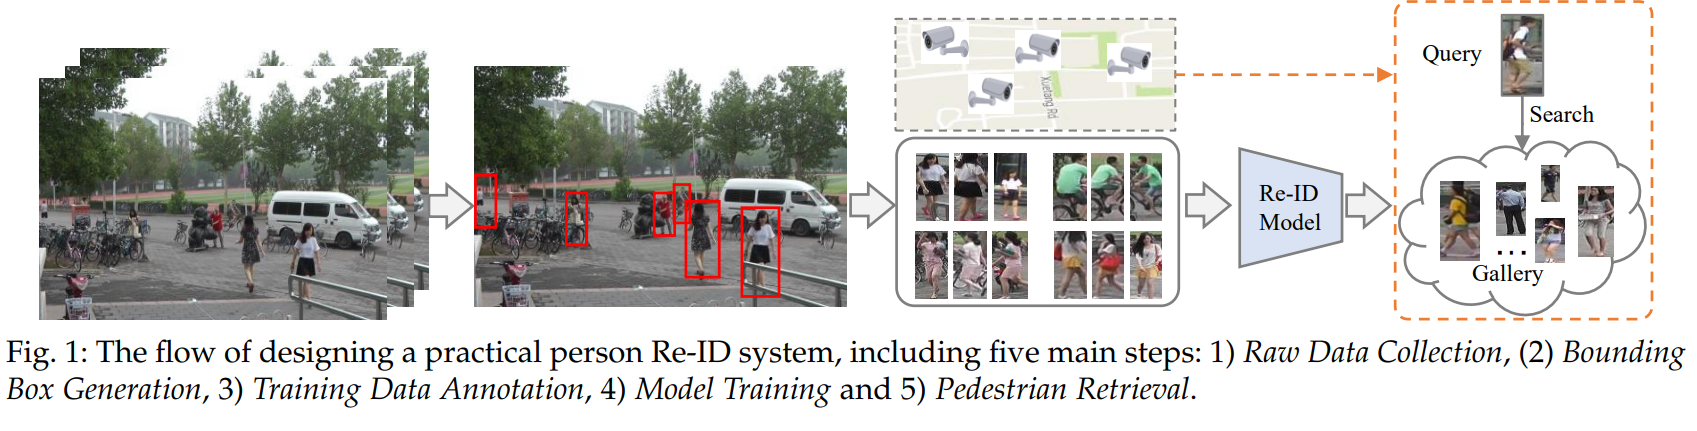 Query
Search
Xuetang Rd
Re-ID
Model
...
Gallery
Fig. 1: The flow of designing a practical person Re-ID system, including five main steps: 1) Raw Data Collection, (2) Bounding
Box Generation, 3) Training Data Annotation, 4) Model Training and 5) Pedestrian Retrieval.